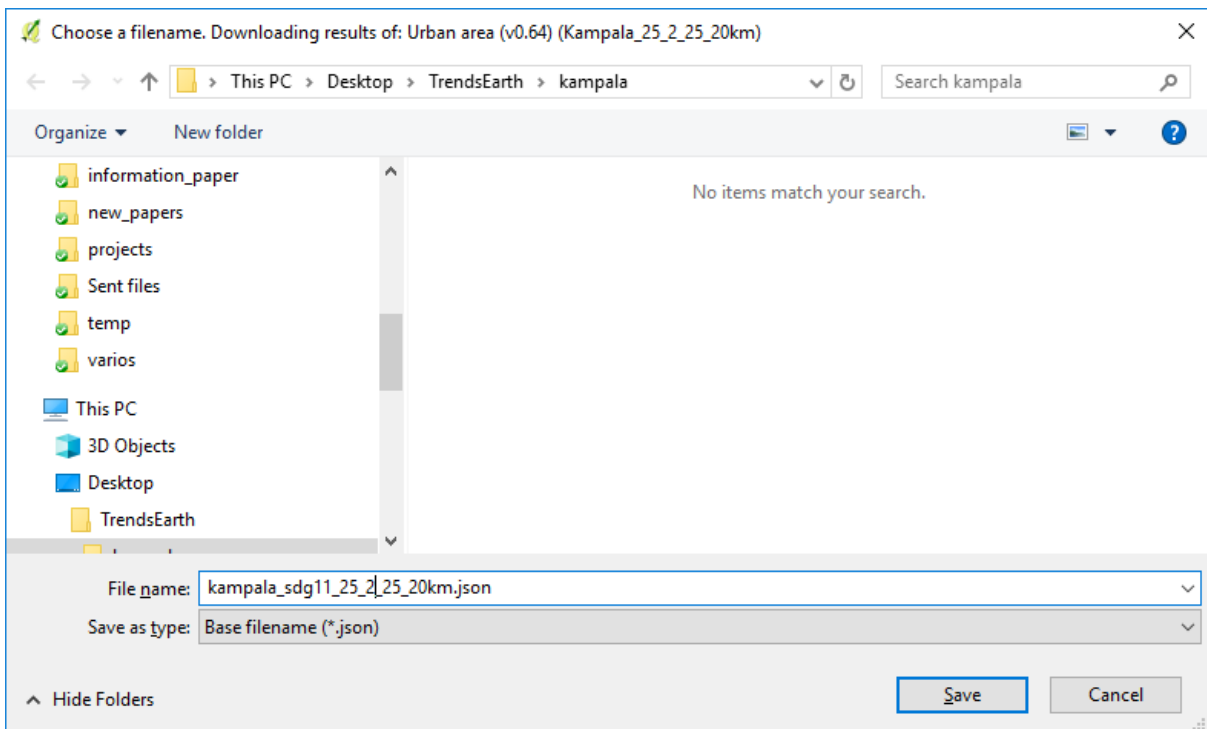 Choose a filename. Downloading results of: Urban area (v0.64) (Kampala_25_2_25_20km)
This PC > Desktop > TrendsEarth > kampala
Search kampala
Organize
New folder
information_paper
No items match your search.
new_papers
projects
Sent files
temp
varios
This PC
3D Objects
Desktop
TrendsEarth
File name: kampala_sdg11_25_2_25_20km.json
Save as type: Base filename (*.json)
Hide Folders
Save
Cancel